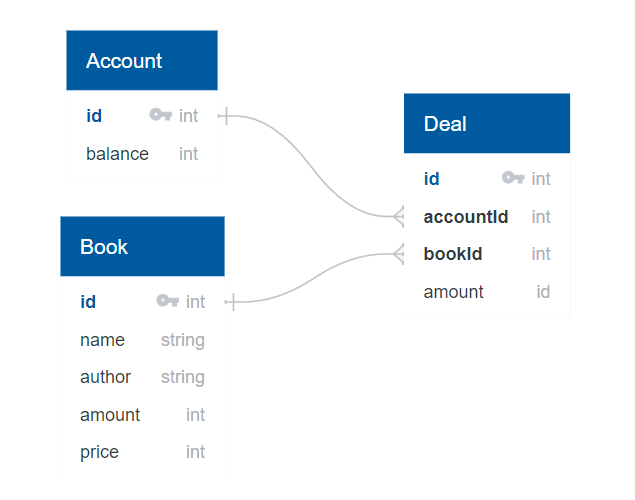 Account
id int
balance int
Deal
id int
accountId int
bookId int
amount id
Book
id int
name string
author string
amount int
price int